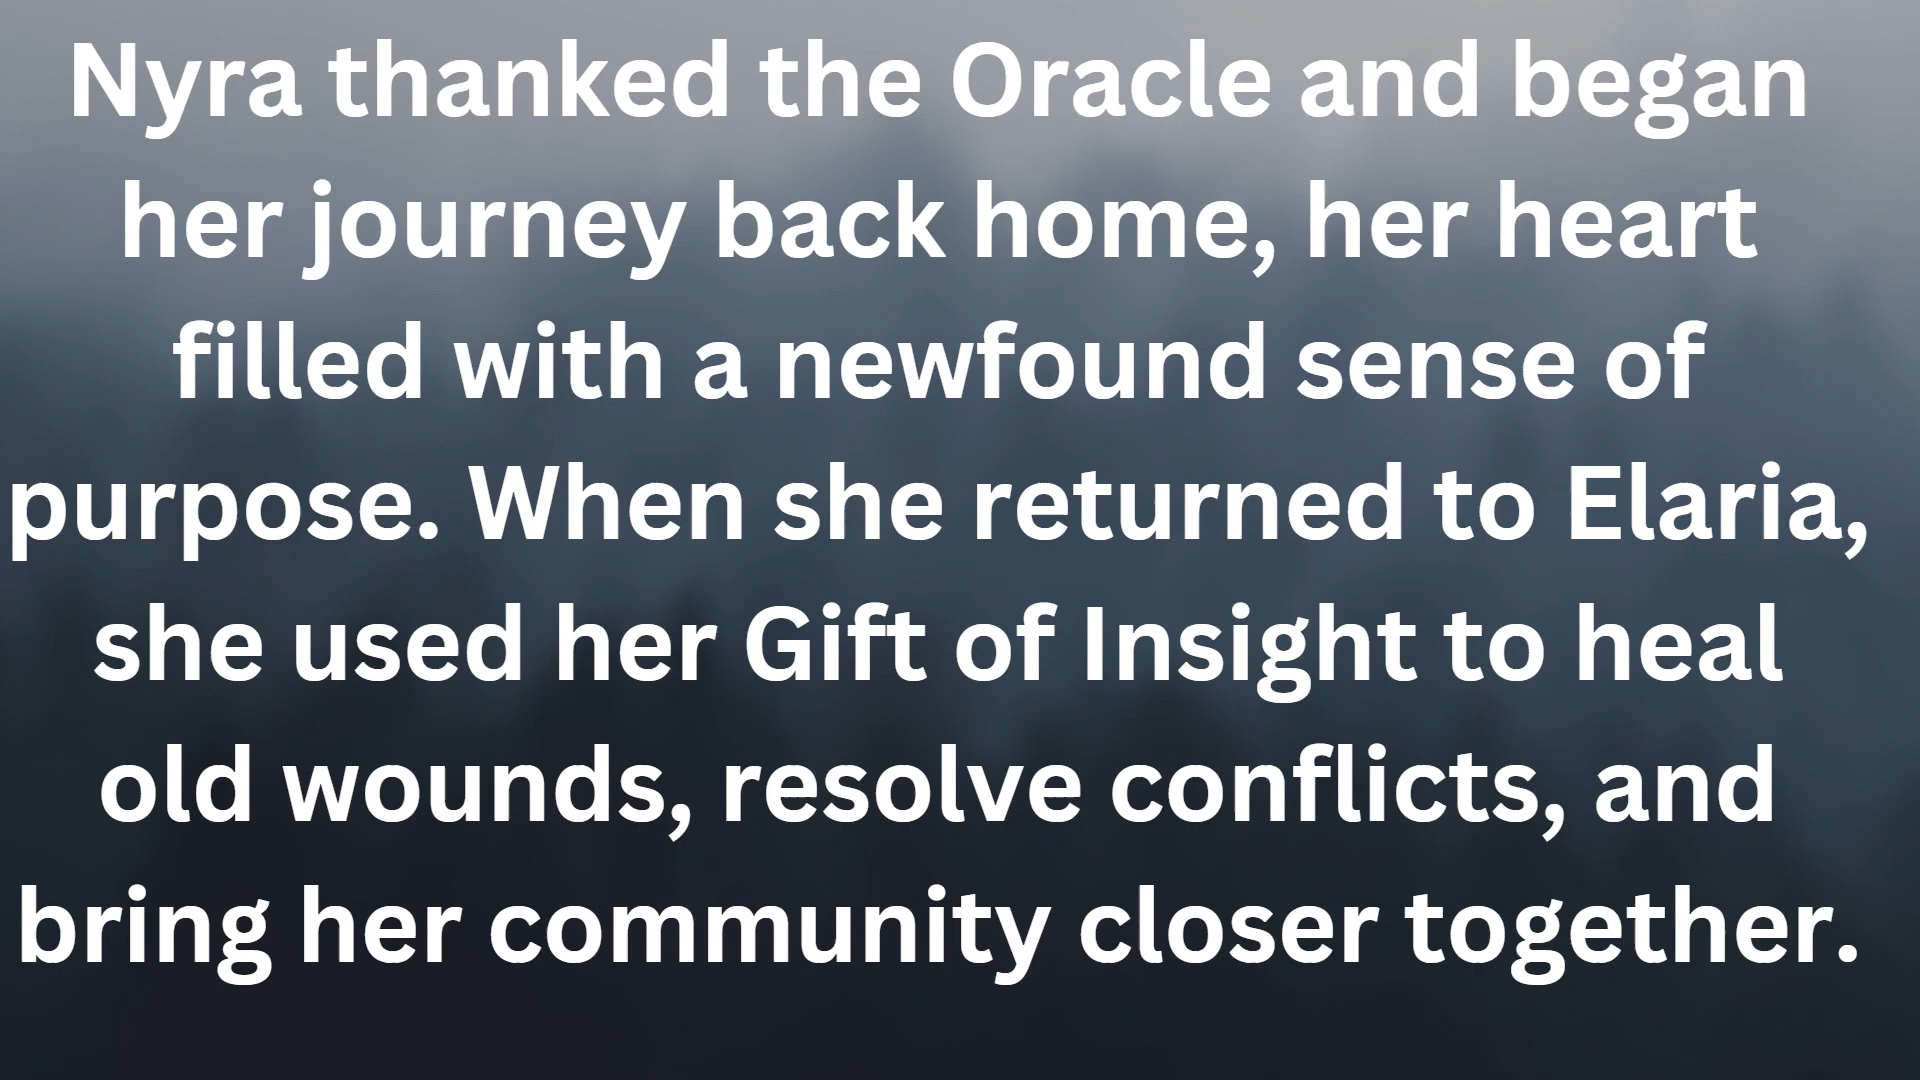 Nyra thanked the Oracle and began
her journey back home, her heart
filled with a newfound sense of
purpose. When she returned to Elaria,
she used her Gift of Insight to heal
old wounds, resolve conflicts, and
bring her community closer together.